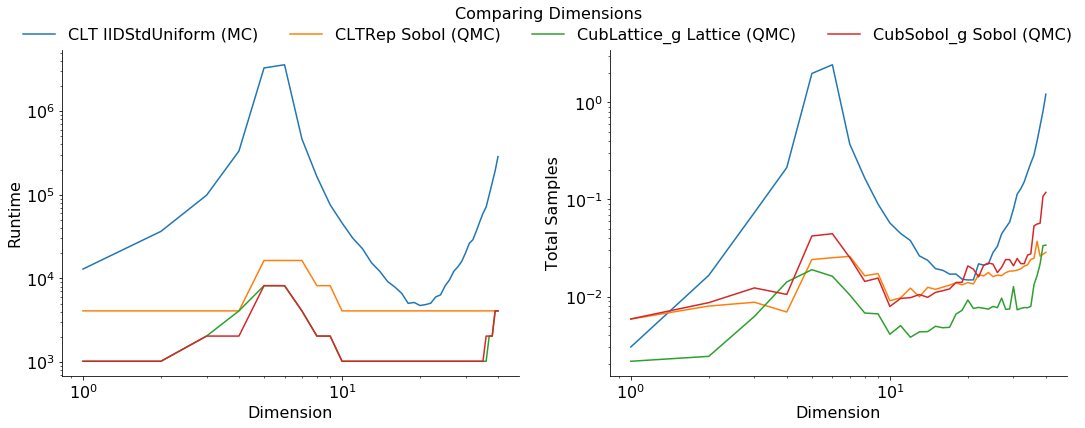 Comparing Dimensions
CLT IIDStdUniform (MC) CLTRep Sobol (QMC) CubLattice_g Lattice (QMC) CubSobol_g Sobol (QMC)
Runtime
10^6
10^5
10^4
10^3
10^0 10^1
Dimension
Total Samples
10^0
10^-1
10^-2
10^0 10^1
Dimension